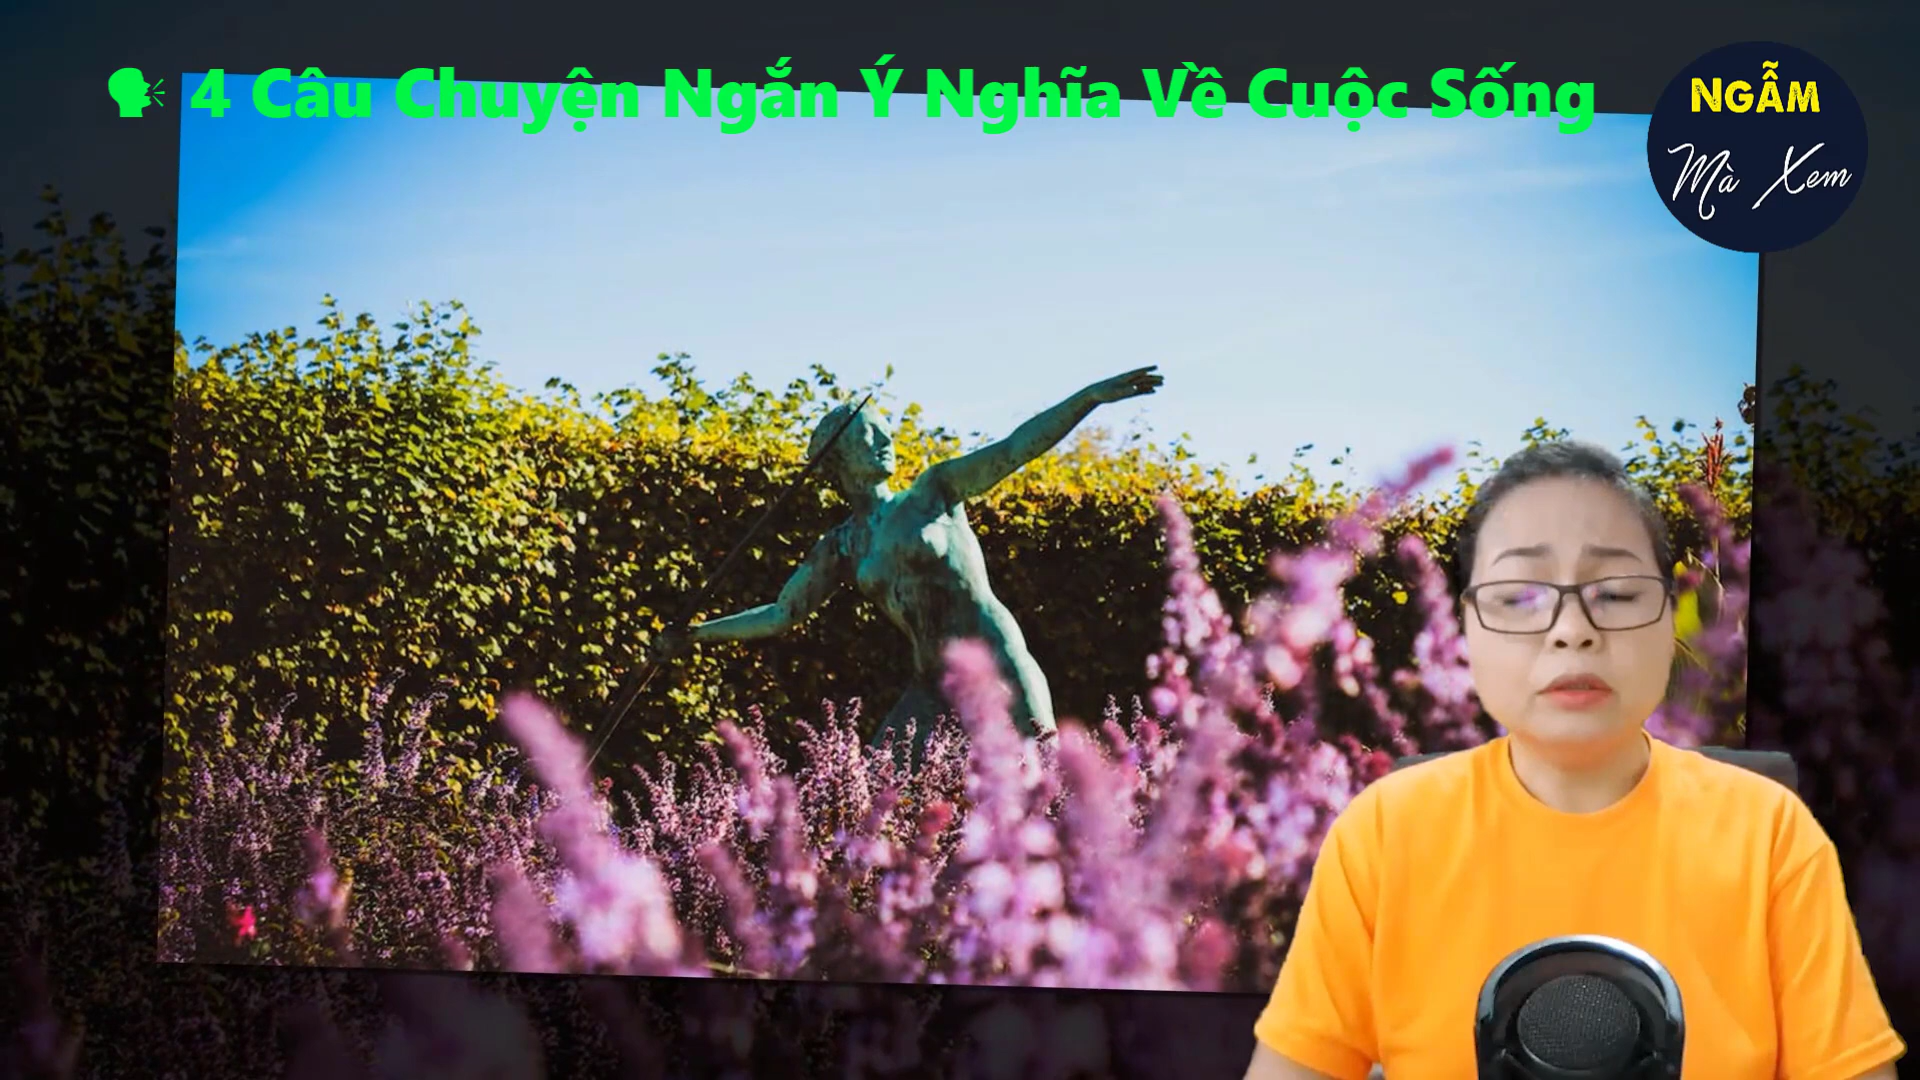 🗣 4 Câu Chuyện Ngắn Ý Nghĩa Về Cuộc Sống
NGẪM
Mà Xem